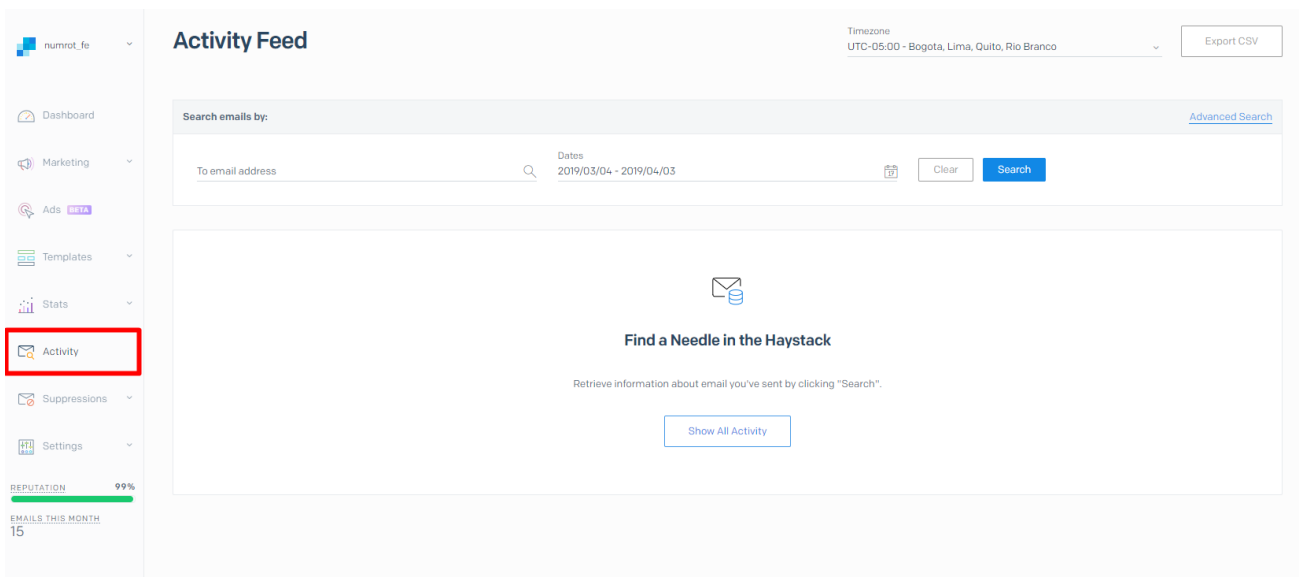 numrot_fe
Activity Feed
Timezone
UTC-05:00 - Bogota, Lima, Quito, Rio Branco
Export CSV
Dashboard
Marketing
Ads BETA
Templates
Stats
Activity
Suppressions
Settings
REPUTATION 99%
EMAILS THIS MONTH
15
Search emails by:
Advanced Search
To email address
Dates
2019/03/04 - 2019/04/03
17
Clear
Search
Find a Needle in the Haystack
Retrieve information about email you've sent by clicking "Search".
Show All Activity